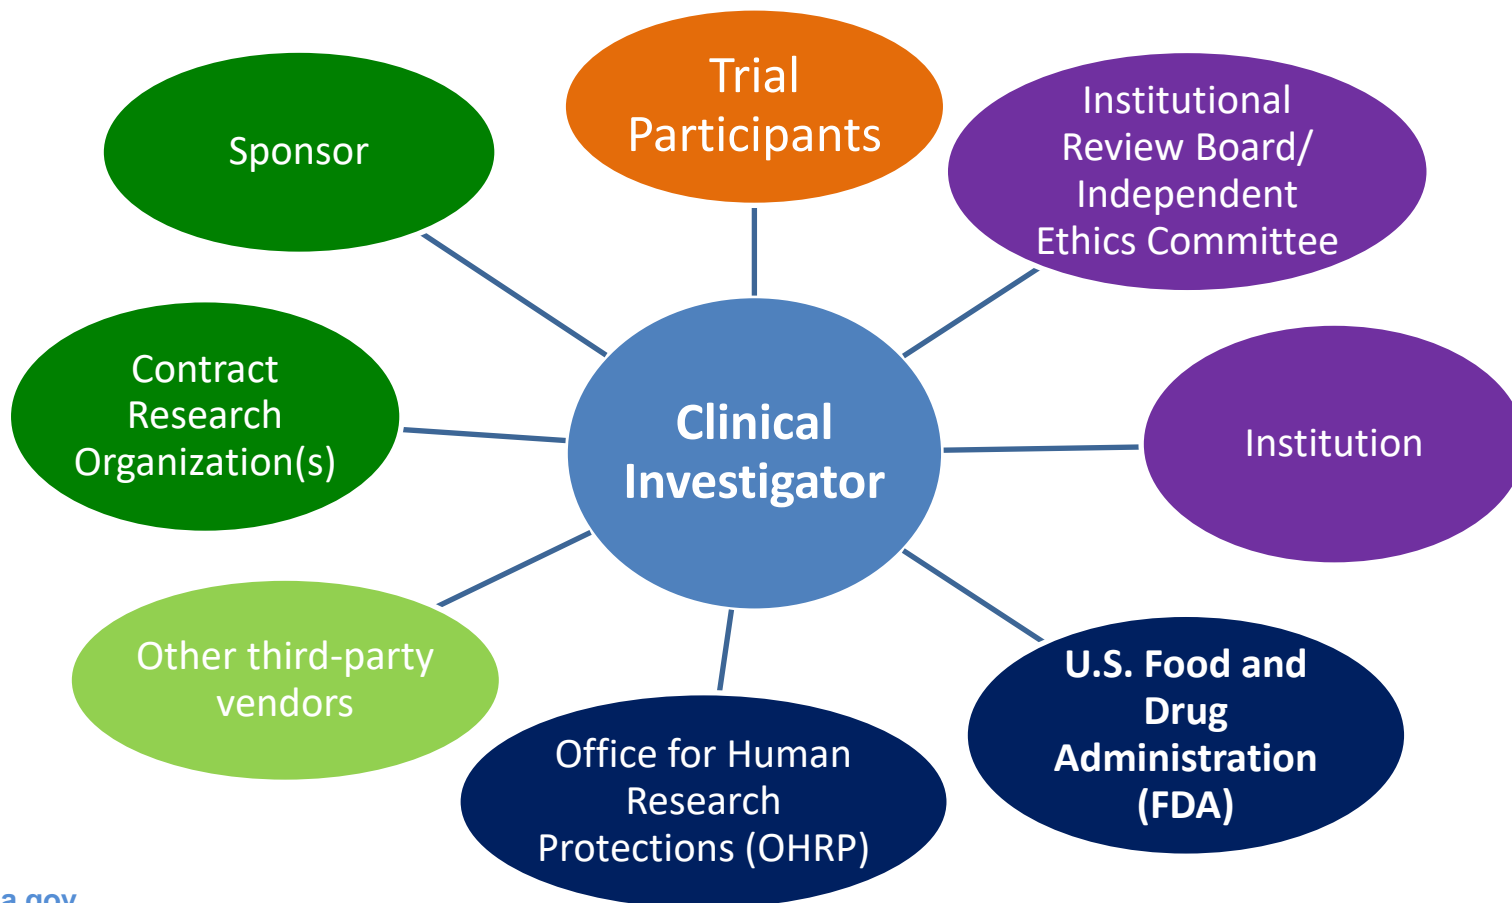 Trial
Participants
Sponsor
Institutional
Review Board/
Independent
Ethics Committee
Contract
Research
Organization(s)
Clinical
Investigator
Institution
Other third-party
vendors
U.S. Food and
Drug
Administration
(FDA)
Office for Human
Research
Protections (OHRP)
a.gov